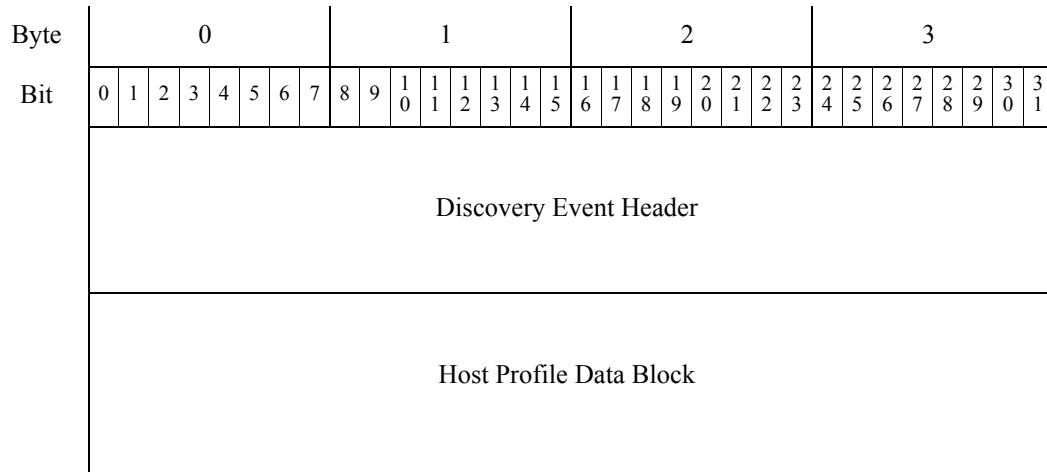 Byte 0 1 2 3
Bit 0 1 2 3 4 5 6 7 8 9 10 11 12 13 14 15 16 17 18 19 20 21 22 23 24 25 26 27 28 29 30 31
Discovery Event Header
Host Profile Data Block